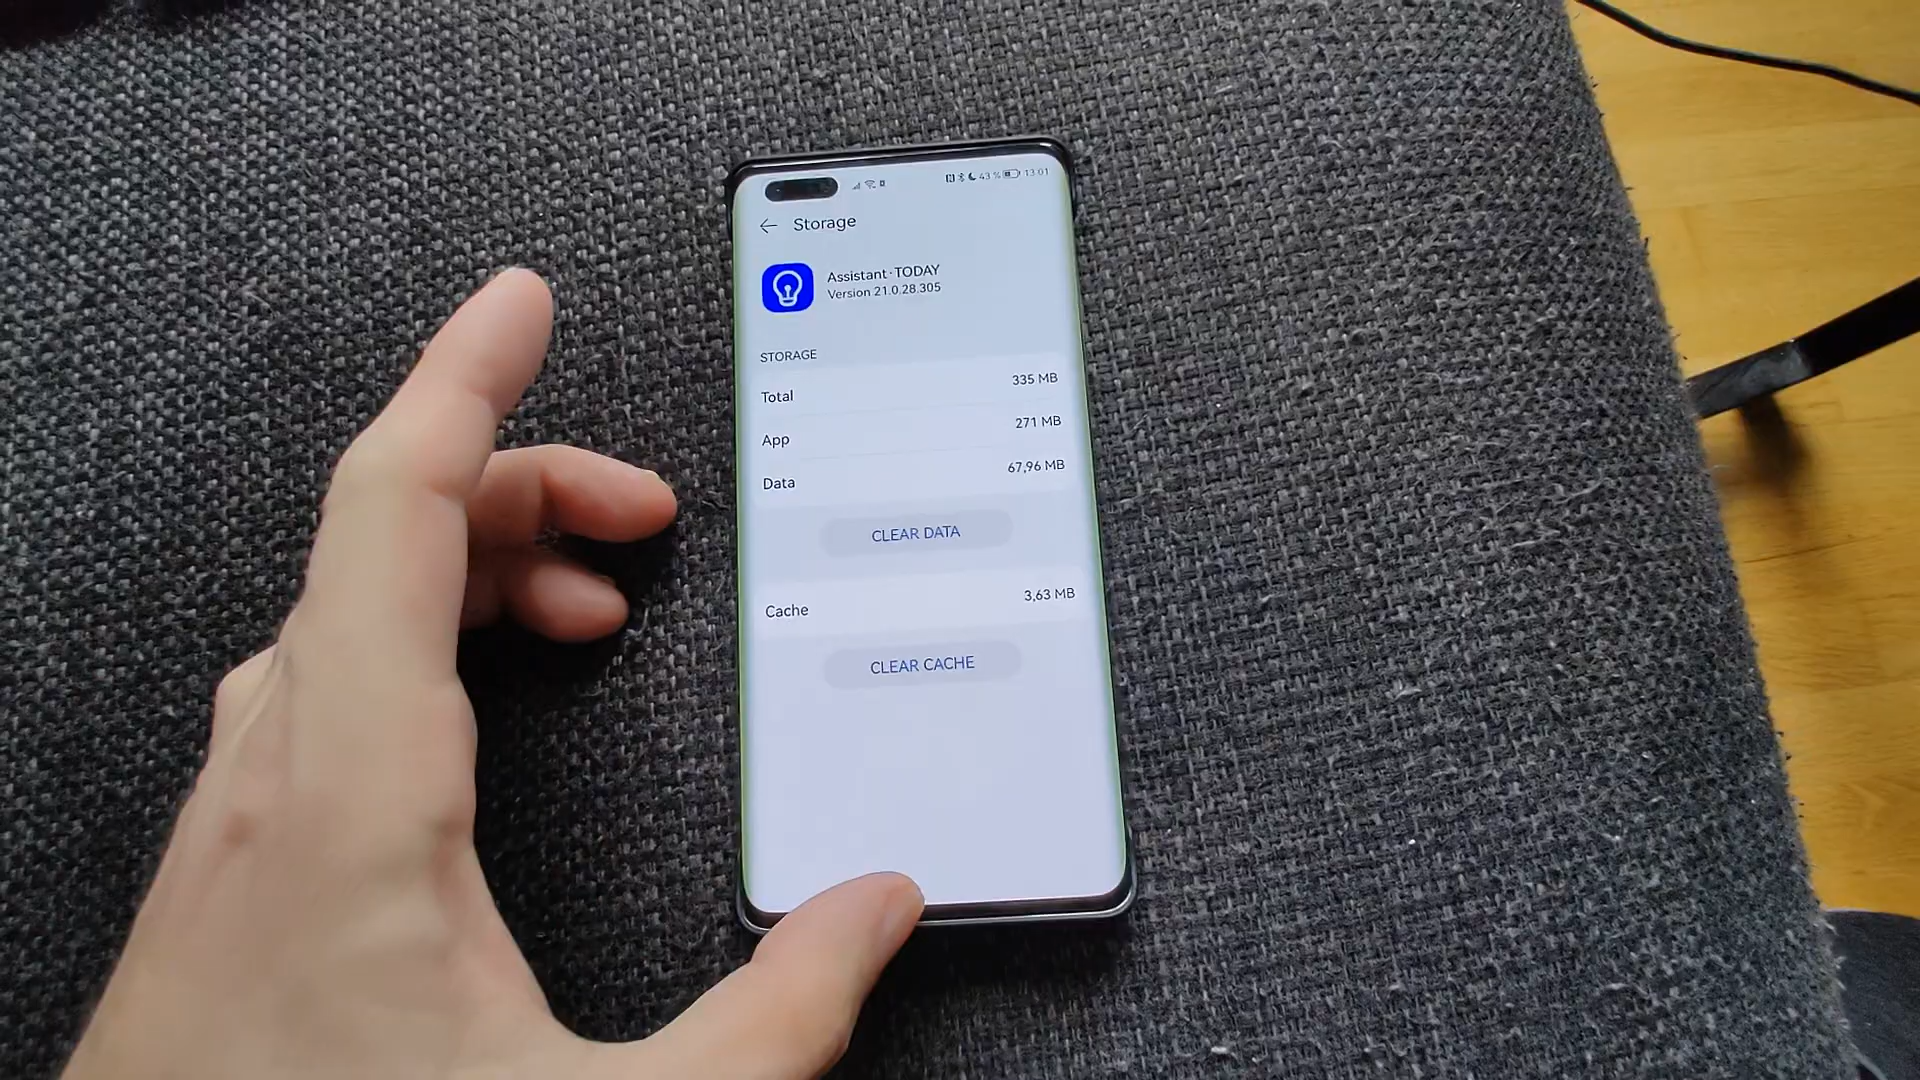 43 % 13:01
Storage
Assistant·TODAY
Version 21.0.28.305
STORAGE
Total 335 MB
App 271 MB
Data 67,96 MB
CLEAR DATA
Cache 3,63 MB
CLEAR CACHE